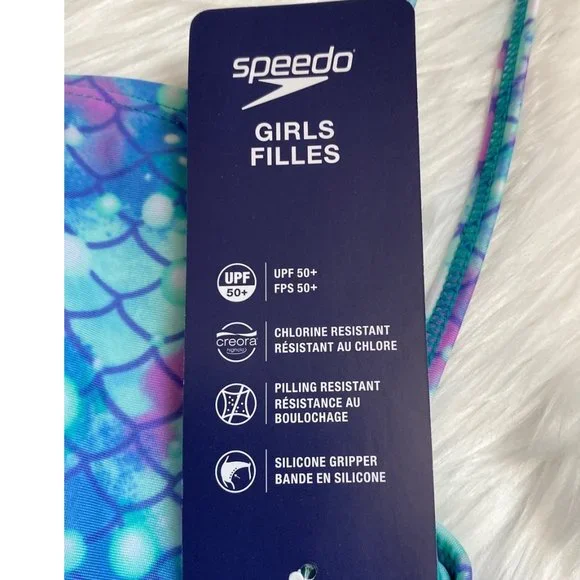 speedo
GIRLS
FILLES
UPF
50+
UPF 50+
FPS 50+
creora
CHLORINE RESISTANT
RÉSISTANT AU CHLORE
PILLING RESISTANT
RÉSISTANCE AU
BOULOCHAGE
SILICONE GRIPPER
BANDE EN SILICONE